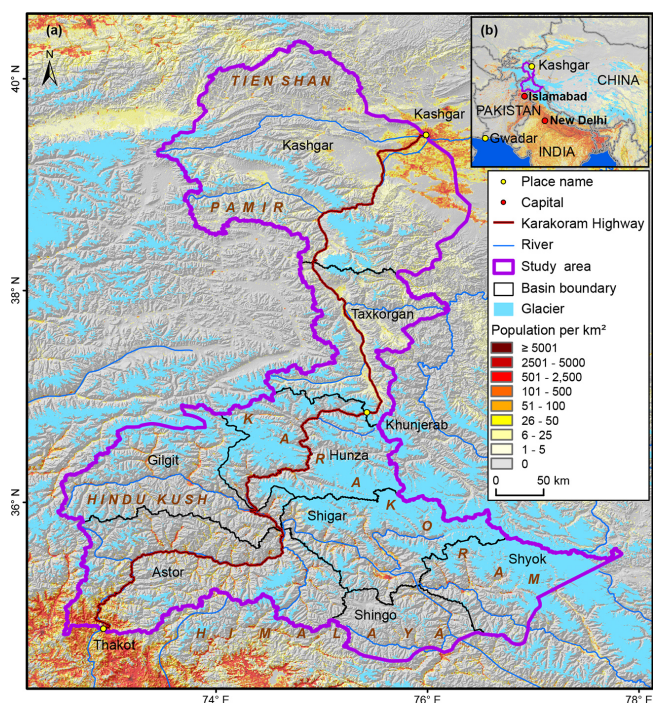 (a)
N
40° N
38° N
36° N
74° E
76° E
78° E
TIEN SHAN
Kashgar
Kashgar
PAMIR
Taxkorgan
Khunjerab
KARAKORAM
Hunza
Gilgit
HINDU KUSH
Shigar
Shyok
Astor
Shingo
HIMALAYA
Thakot
(b)
Kashgar
CHINA
Islamabad
PAKISTAN
New Delhi
Gwadar
INDIA
Place name
Capital
Karakoram Highway
River
Study area
Basin boundary
Glacier
Population per km²
≥ 5001
2501 - 5000
501 - 2,500
101 - 500
51 - 100
26 - 50
6 - 25
1 - 5
0
0 50 km